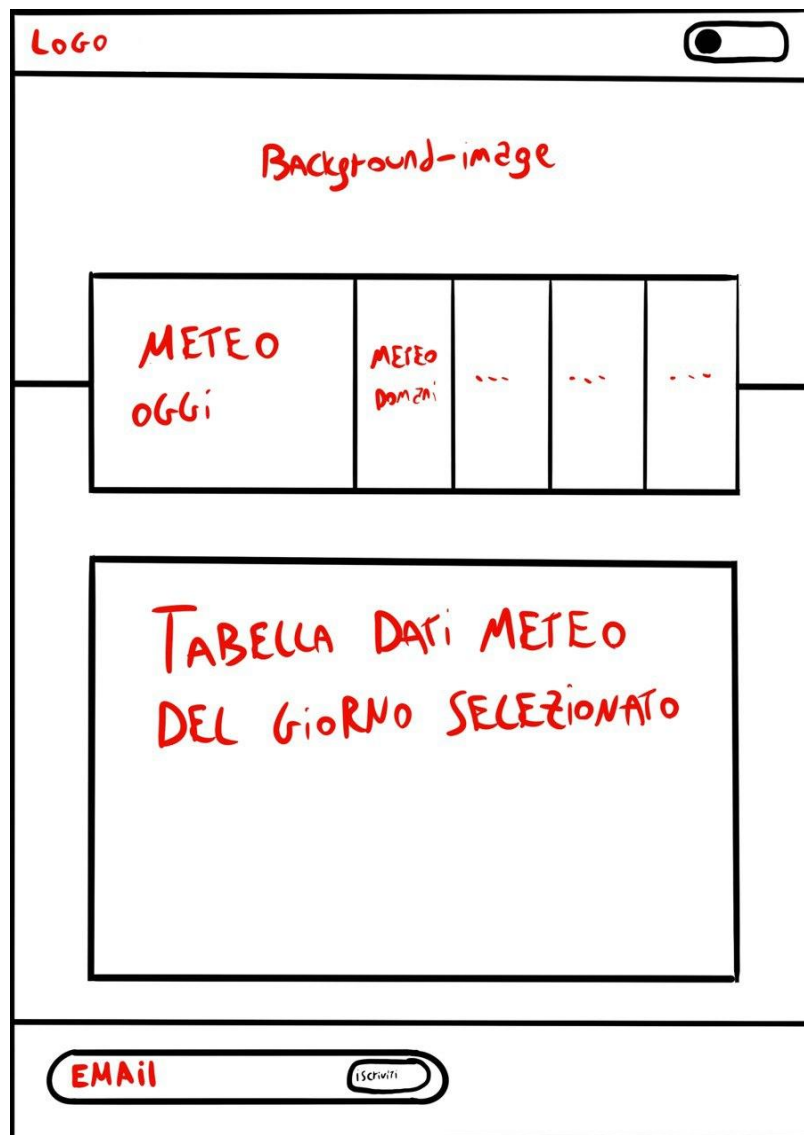 LOGO
Background-image
METEO
OGGi
METEO
DOMANi
...
...
...
TABELLA DATi METEO
DEL GiORNO SELEZiONATO
EMAil
iscriviti